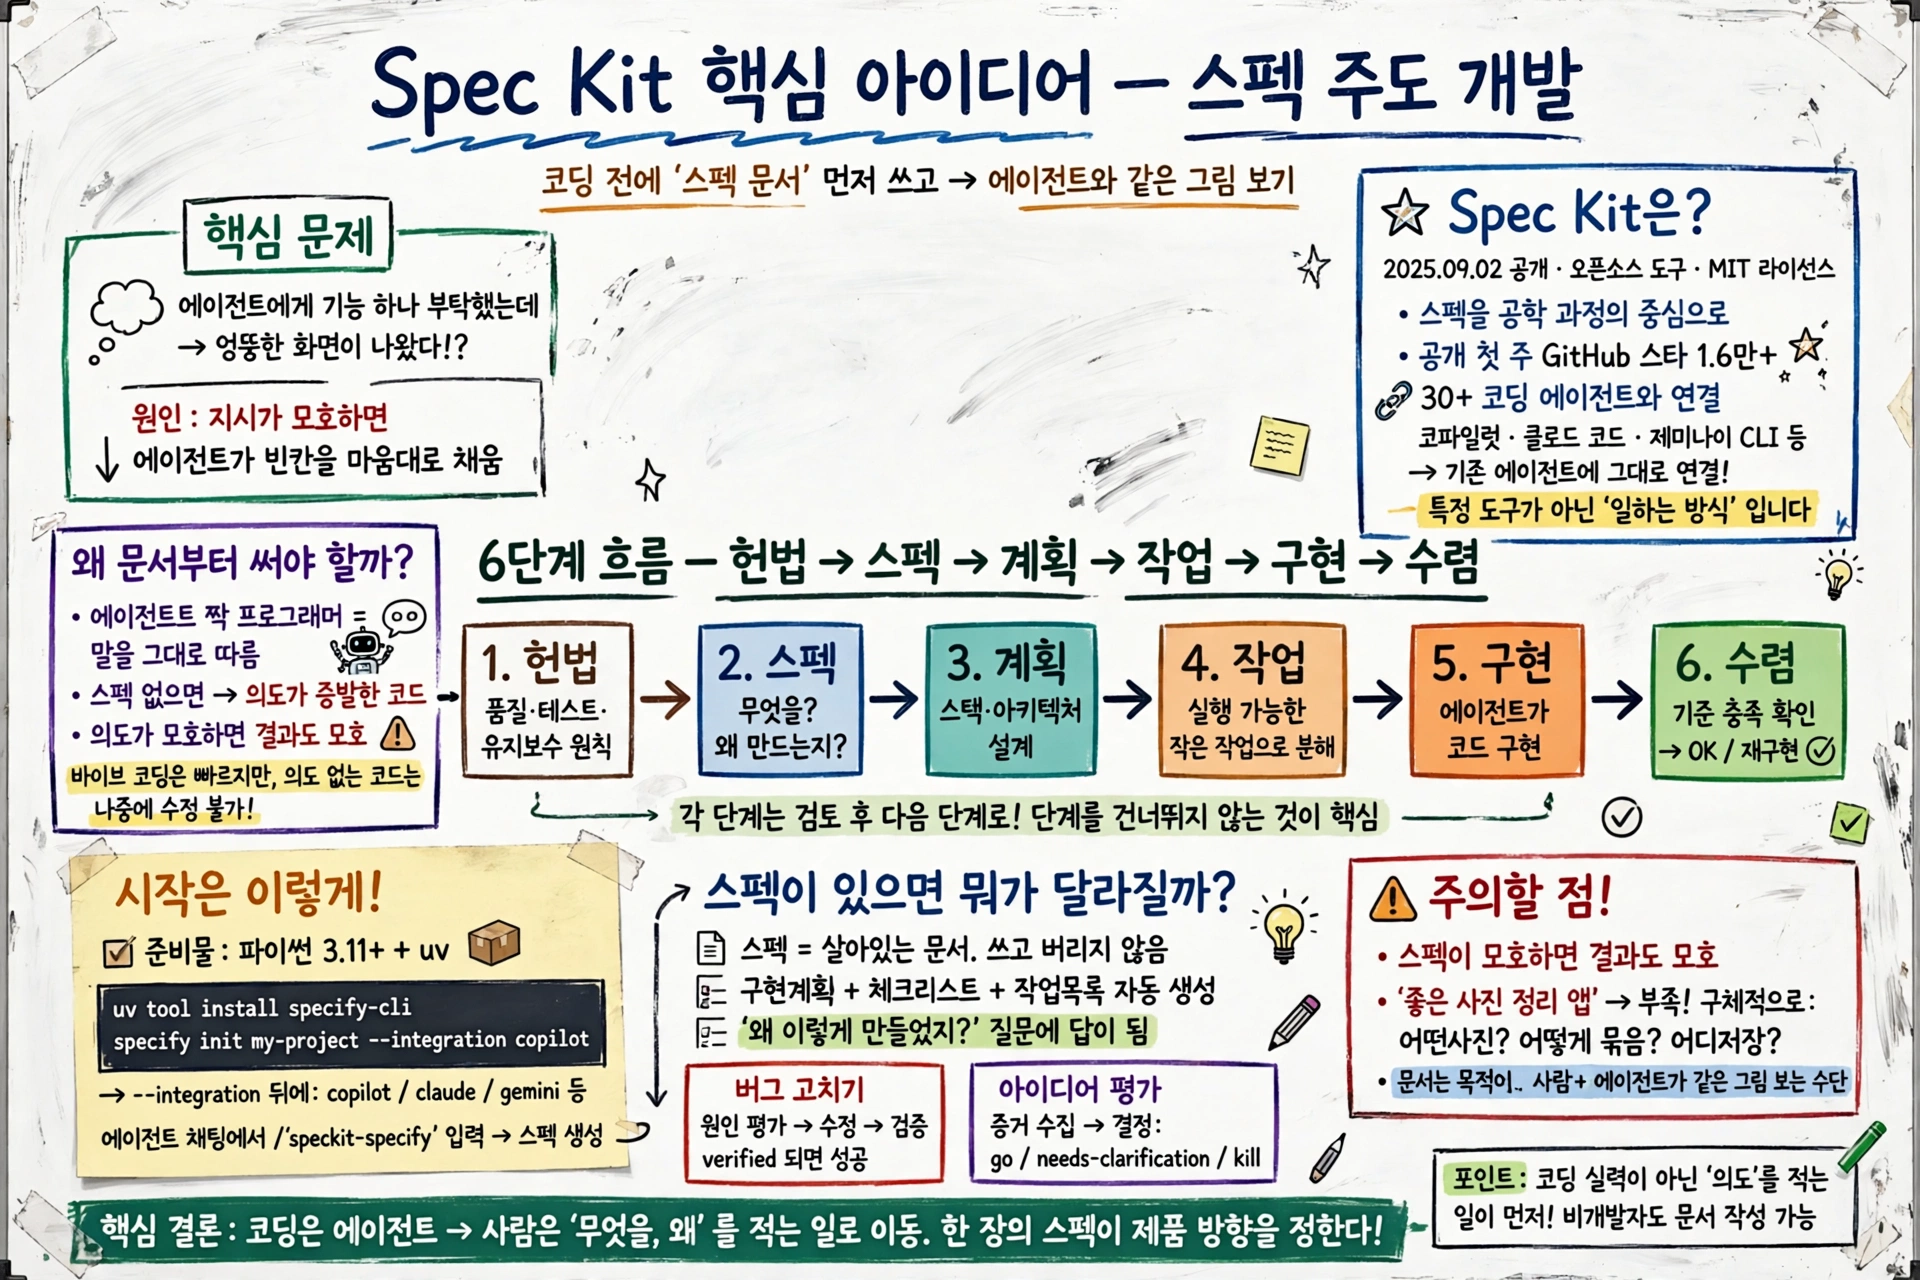 Spec Kit 핵심 아이디어 – 스펙 주도 개발
코딩 전에 '스펙 문서' 먼저 쓰고 → 에이전트와 같은 그림 보기
핵심 문제
에이전트에게 기능 하나 부탁했는데
→ 엉뚱한 화면이 나왔다!?
원인 : 지시가 모호하면
에이전트가 빈칸을 마음대로 채움
Spec Kit은?
2025.09.02 공개 · 오픈소스 도구 · MIT 라이선스
• 스펙을 공학 과정의 중심으로
• 공개 첫 주 GitHub 스타 1.6만+
30+ 코딩 에이전트와 연결
코파일럿 · 클로드 코드 · 제미나이 CLI 등
→ 기존 에이전트에 그대로 연결!
특정 도구가 아닌 '일하는 방식' 입니다
왜 문서부터 써야 할까?
• 에이전트트 짝 프로그래머 =
말을 그대로 따름
• 스펙 없으면 → 의도가 증발한 코드
• 의도가 모호하면 결과도 모호
바이브 코딩은 빠르지만, 의도 없는 코드는
나중에 수정 불가!
6단계 흐름 – 헌법 → 스펙 → 계획 → 작업 → 구현 → 수렴
1. 헌법
품질·테스트·
유지보수 원칙
2. 스펙
무엇을?
왜 만드는지?
3. 계획
스택·아키텍처
설계
4. 작업
실행 가능한
작은 작업으로 분해
5. 구현
에이전트가
코드 구현
6. 수렴
기준 충족 확인
→ OK / 재구현
각 단계는 검토 후 다음 단계로! 단계를 건너뛰지 않는 것이 핵심
시작은 이렇게!
준비물 : 파이썬 3.11+ + uv
uv tool install specify-cli
specify init my-project --integration copilot
→ --integration 뒤에: copilot / claude / gemini 등
에이전트 채팅에서 /'speckit-specify' 입력 → 스펙 생성
스펙이 있으면 뭐가 달라질까?
스펙 = 살아있는 문서. 쓰고 버리지 않음
구현계획 + 체크리스트 + 작업목록 자동 생성
'왜 이렇게 만들었지?' 질문에 답이 됨
버그 고치기
원인 평가 → 수정 → 검증
verified 되면 성공
아이디어 평가
증거 수집 → 결정:
go / needs-clarification / kill
주의할 점!
• 스펙이 모호하면 결과도 모호
• '좋은 사진 정리 앱' → 부족! 구체적으로:
어떤사진? 어떻게 묶음? 어디저장?
• 문서는 목적이.. 사람+ 에이전트가 같은 그림 보는 수단
포인트: 코딩 실력이 아닌 '의도'를 적는
일이 먼저! 비개발자도 문서 작성 가능
핵심 결론 : 코딩은 에이전트 → 사람은 '무엇을, 왜' 를 적는 일로 이동. 한 장의 스펙이 제품 방향을 정한다!